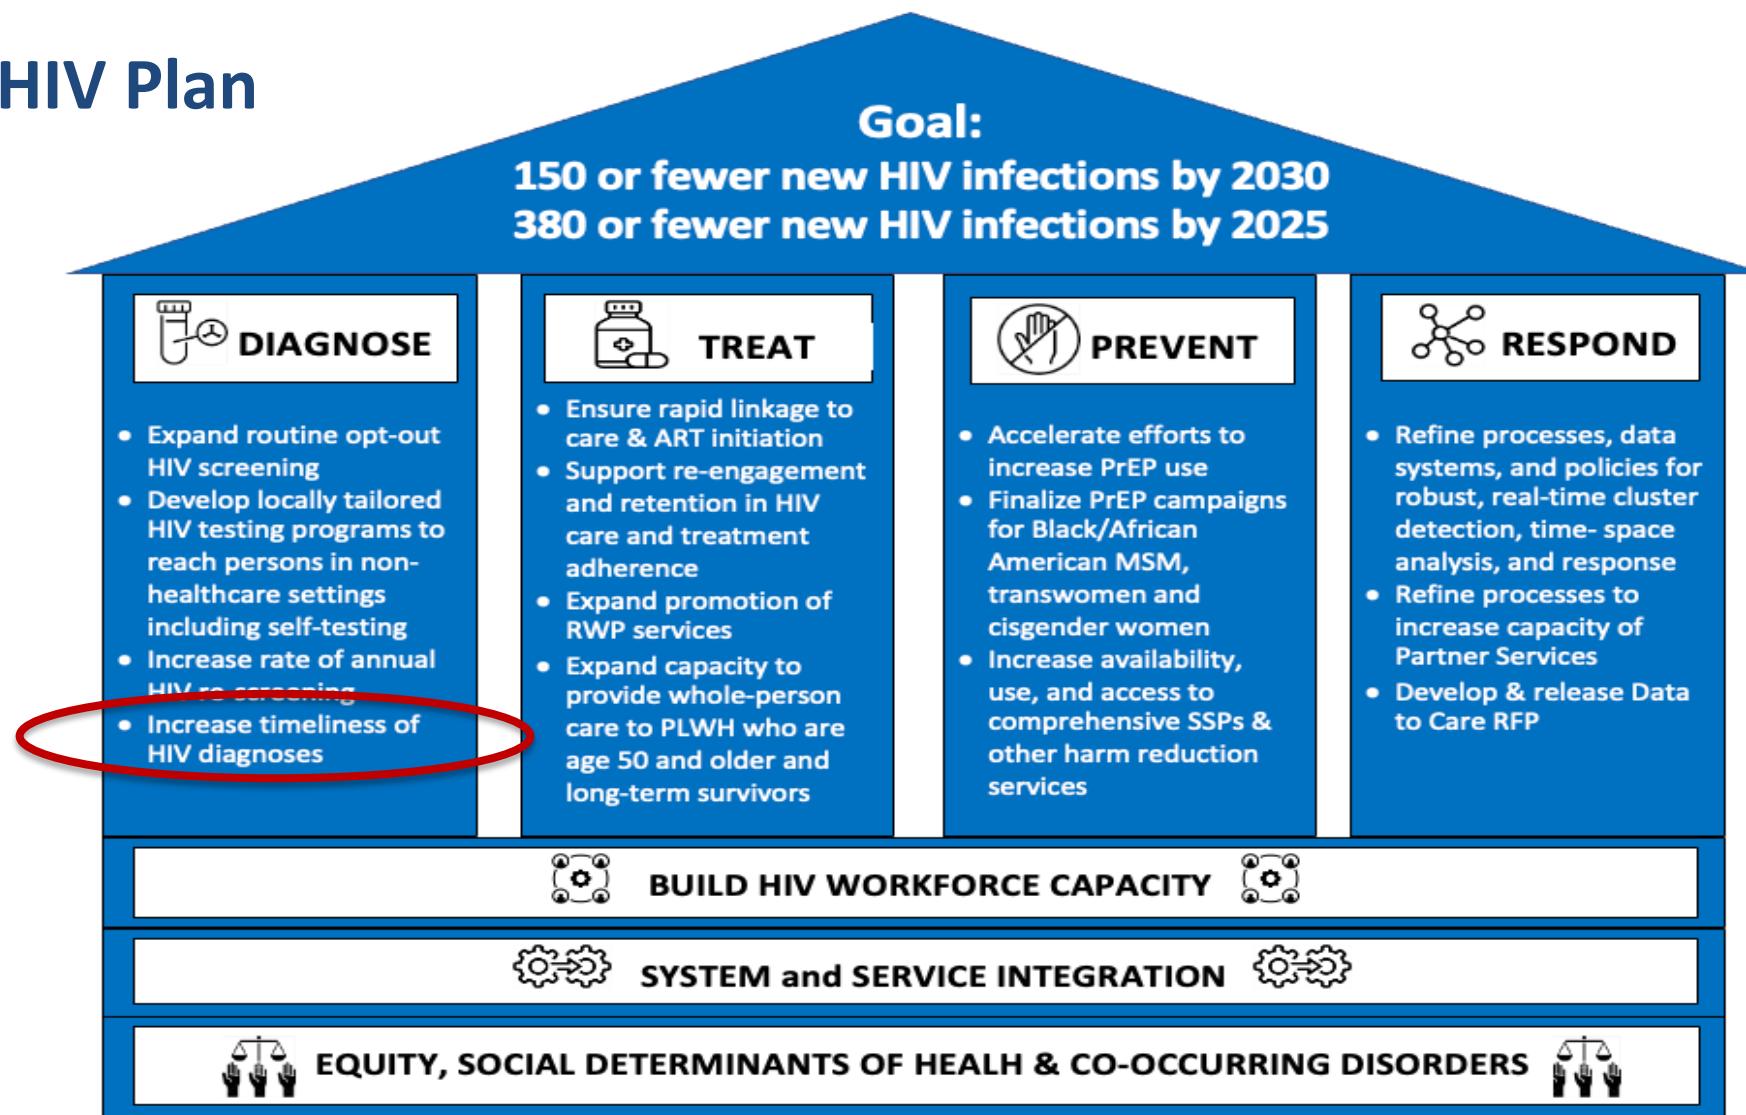 HIV Plan
Goal:
150 or fewer new HIV infections by 2030
380 or fewer new HIV infections by 2025
DIAGNOSE
• Expand routine opt-out
HIV screening
• Develop locally tailored
HIV testing programs to
reach persons in non-
healthcare settings
including self-testing
• Increase rate of annual
HIV re-screening
• Increase timeliness of
HIV diagnoses
TREAT
• Ensure rapid linkage to
care & ART initiation
• Support re-engagement
and retention in HIV
care and treatment
adherence
• Expand promotion of
RWP services
• Expand capacity to
provide whole-person
care to PLWH who are
age 50 and older and
long-term survivors
PREVENT
• Accelerate efforts to
increase PrEP use
• Finalize PrEP campaigns
for Black/African
American MSM,
transwomen and
cisgender women
• Increase availability,
use, and access to
comprehensive SSPs &
other harm reduction
services
RESPOND
• Refine processes, data
systems, and policies for
robust, real-time cluster
detection, time- space
analysis, and response
• Refine processes to
increase capacity of
Partner Services
• Develop & release Data
to Care RFP
BUILD HIV WORKFORCE CAPACITY
SYSTEM and SERVICE INTEGRATION
EQUITY, SOCIAL DETERMINANTS OF HEALH & CO-OCCURRING DISORDERS